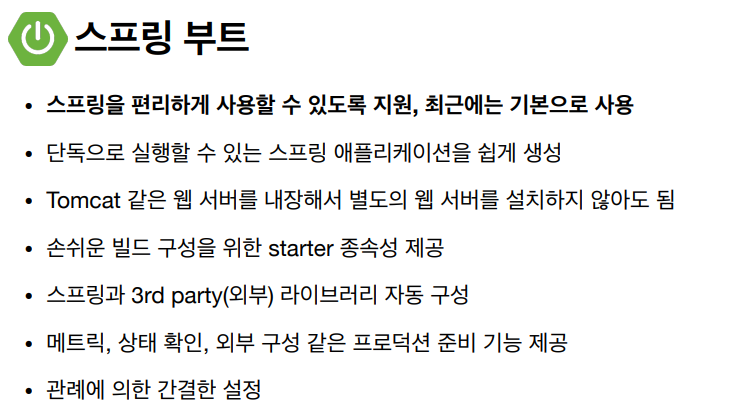 스프링 부트
• 스프링을 편리하게 사용할 수 있도록 지원, 최근에는 기본으로 사용
• 단독으로 실행할 수 있는 스프링 애플리케이션을 쉽게 생성
• Tomcat 같은 웹 서버를 내장해서 별도의 웹 서버를 설치하지 않아도 됨
• 손쉬운 빌드 구성을 위한 starter 종속성 제공
• 스프링과 3rd party(외부) 라이브러리 자동 구성
• 메트릭, 상태 확인, 외부 구성 같은 프로덕션 준비 기능 제공
• 관례에 의한 간결한 설정